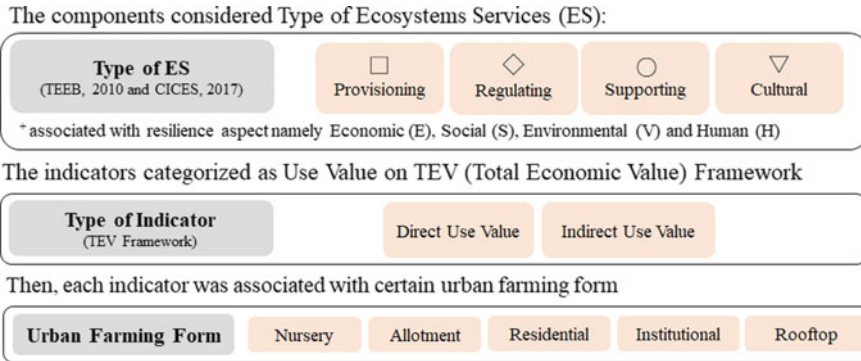 The components considered Type of Ecosystems Services (ES):
Type of ES
(TEEB, 2010 and CICES, 2017)
Provisioning
Regulating
Supporting
Cultural
+associated with resilience aspect namely Economic (E), Social (S), Environmental (V) and Human (H)
The indicators categorized as Use Value on TEV (Total Economic Value) Framework
Type of Indicator
(TEV Framework)
Direct Use Value
Indirect Use Value
Then, each indicator was associated with certain urban farming form
Urban Farming Form
Nursery
Allotment
Residential
Institutional
Rooftop